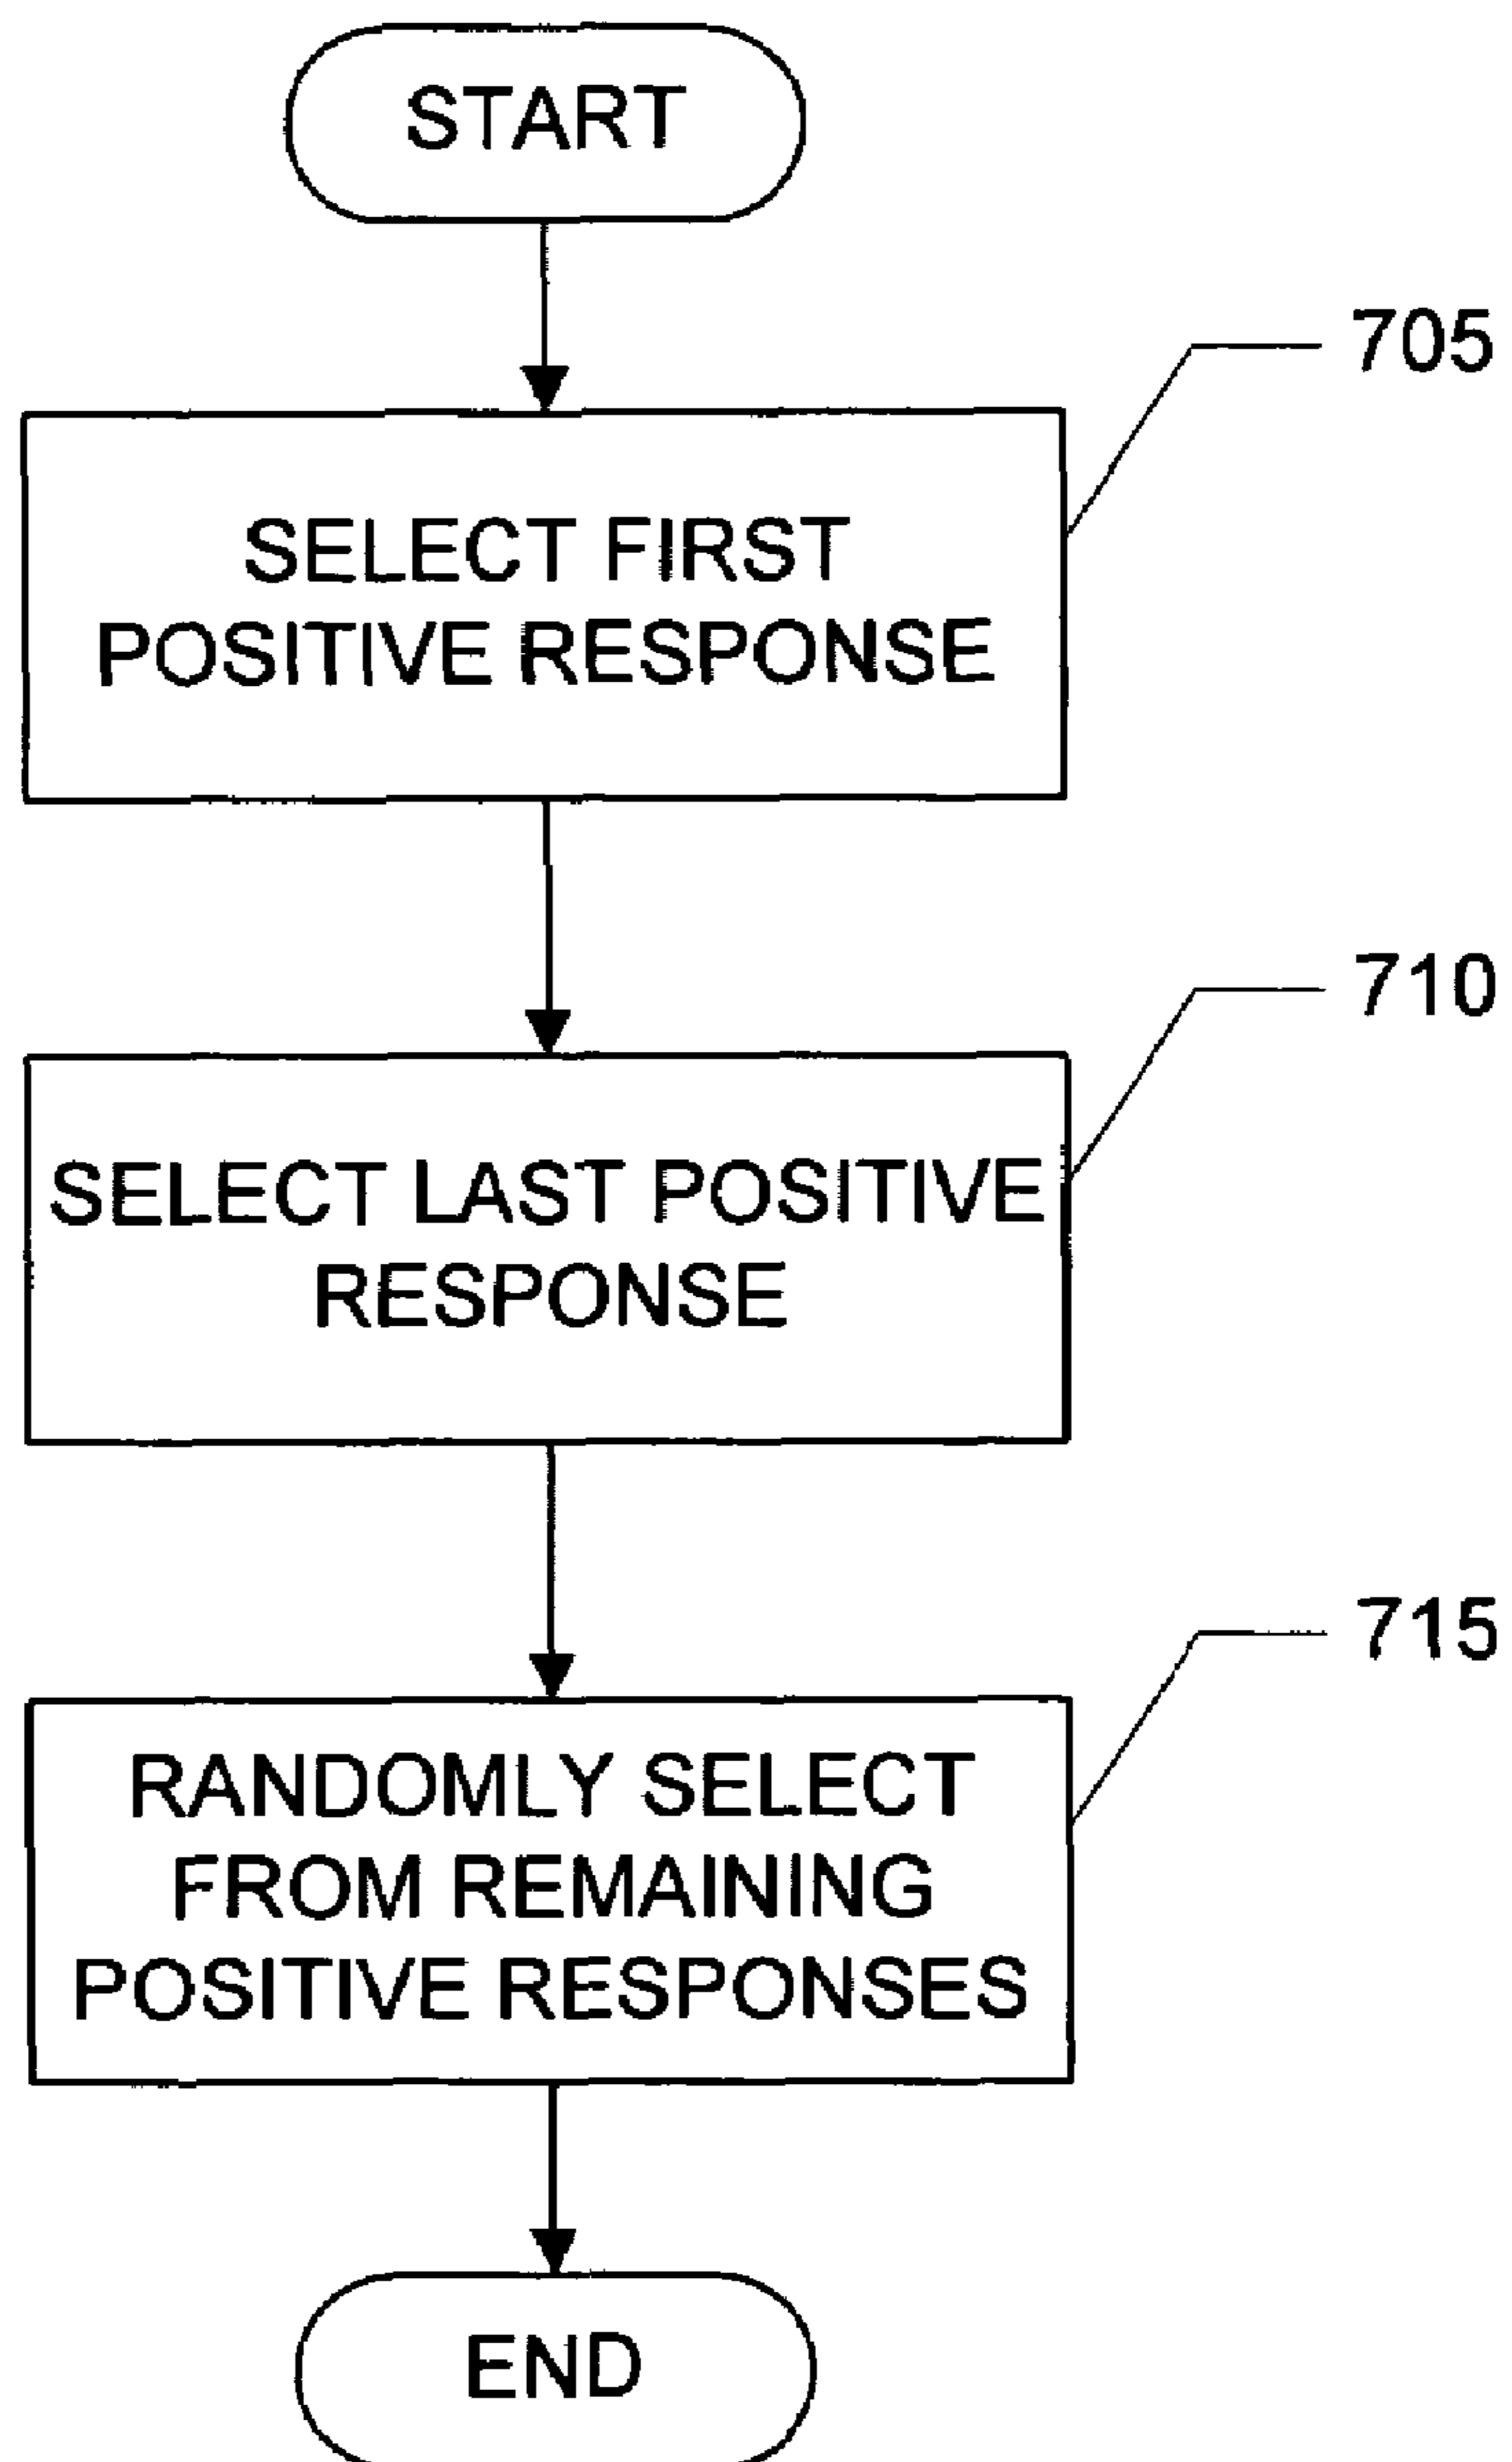 START
705
SELECT FIRST
POSITIVE RESPONSE
710
SELECT LAST POSITIVE
RESPONSE
715
RANDOMLY SELECT
FROM REMAINING
POSITIVE RESPONSES
END